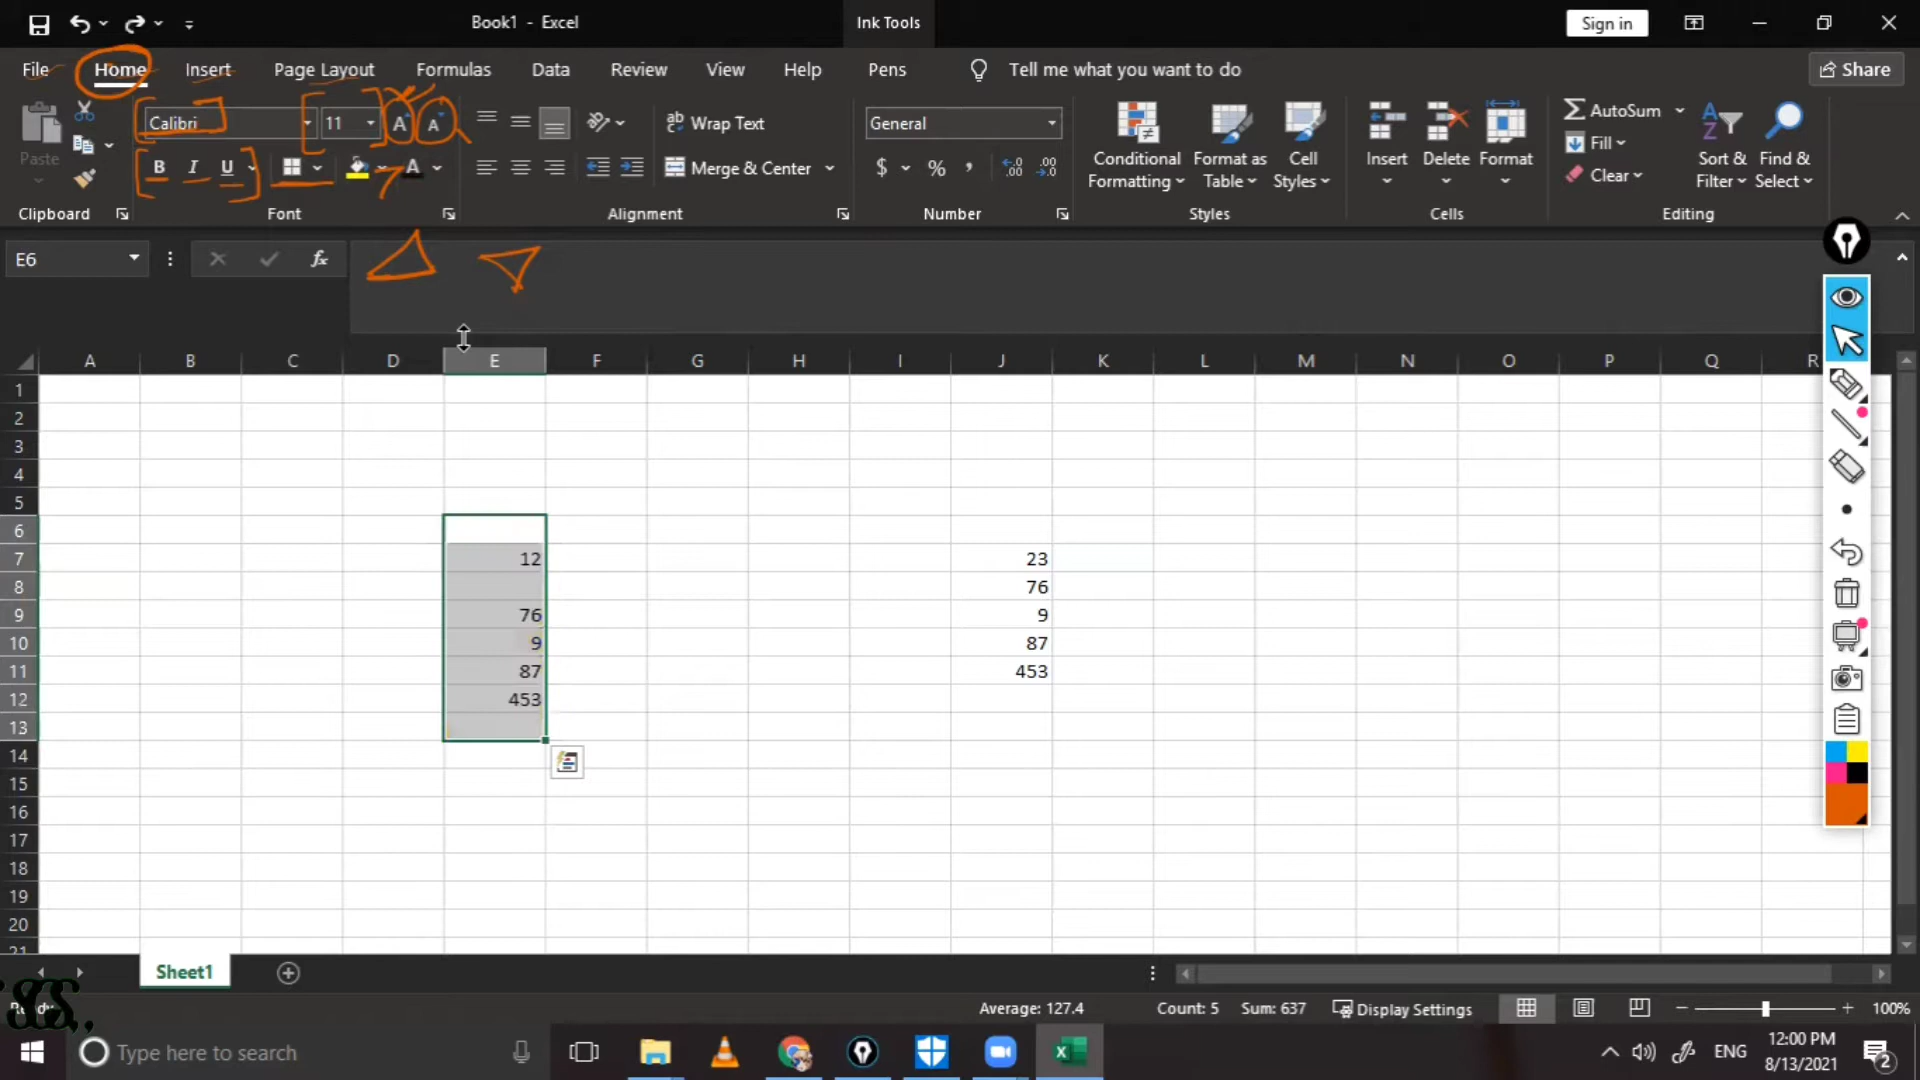 Book1 - Excel
Ink Tools
Sign in
File
Home
Insert
Page Layout
Formulas
Data
Review
View
Help
Pens
Tell me what you want to do
Share
Paste
Clipboard
Calibri
11
A
A
B
I
U
A
Font
Wrap Text
Merge & Center
Alignment
General
$
%
Number
Conditional
Formatting
Format as
Table
Cell
Styles
Styles
Insert
Delete
Format
Cells
AutoSum
Fill
Clear
Sort &
Filter
Find &
Select
Editing
E6
fx
A B C D E F G H I J K L M N O P Q R
1
2
3
4
5
6
7 12 23
8 76
9 76 9
10 9 87
11 87 453
12 453
13
14
15
16
17
18
19
20
21
Sheet1
Average: 127.4
Count: 5
Sum: 637
Display Settings
100%
Type here to search
ENG
12:00 PM
8/13/2021
2